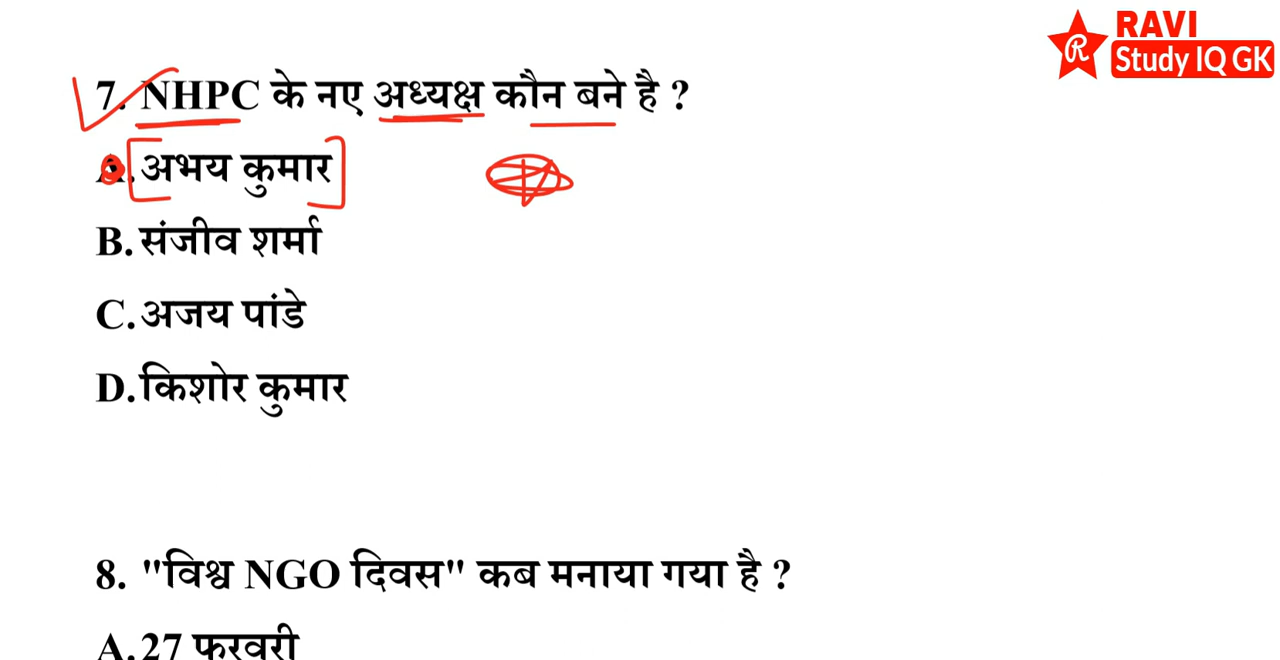 RAVI
Study IQ GK
R
7. NHPC के नए अध्यक्ष कौन बने है ?
A. अभय कुमार
B. संजीव शर्मा
C. अजय पांडे
D. किशोर कुमार
8. "विश्व NGO दिवस" कब मनाया गया है ?
A. 27 फरवरी